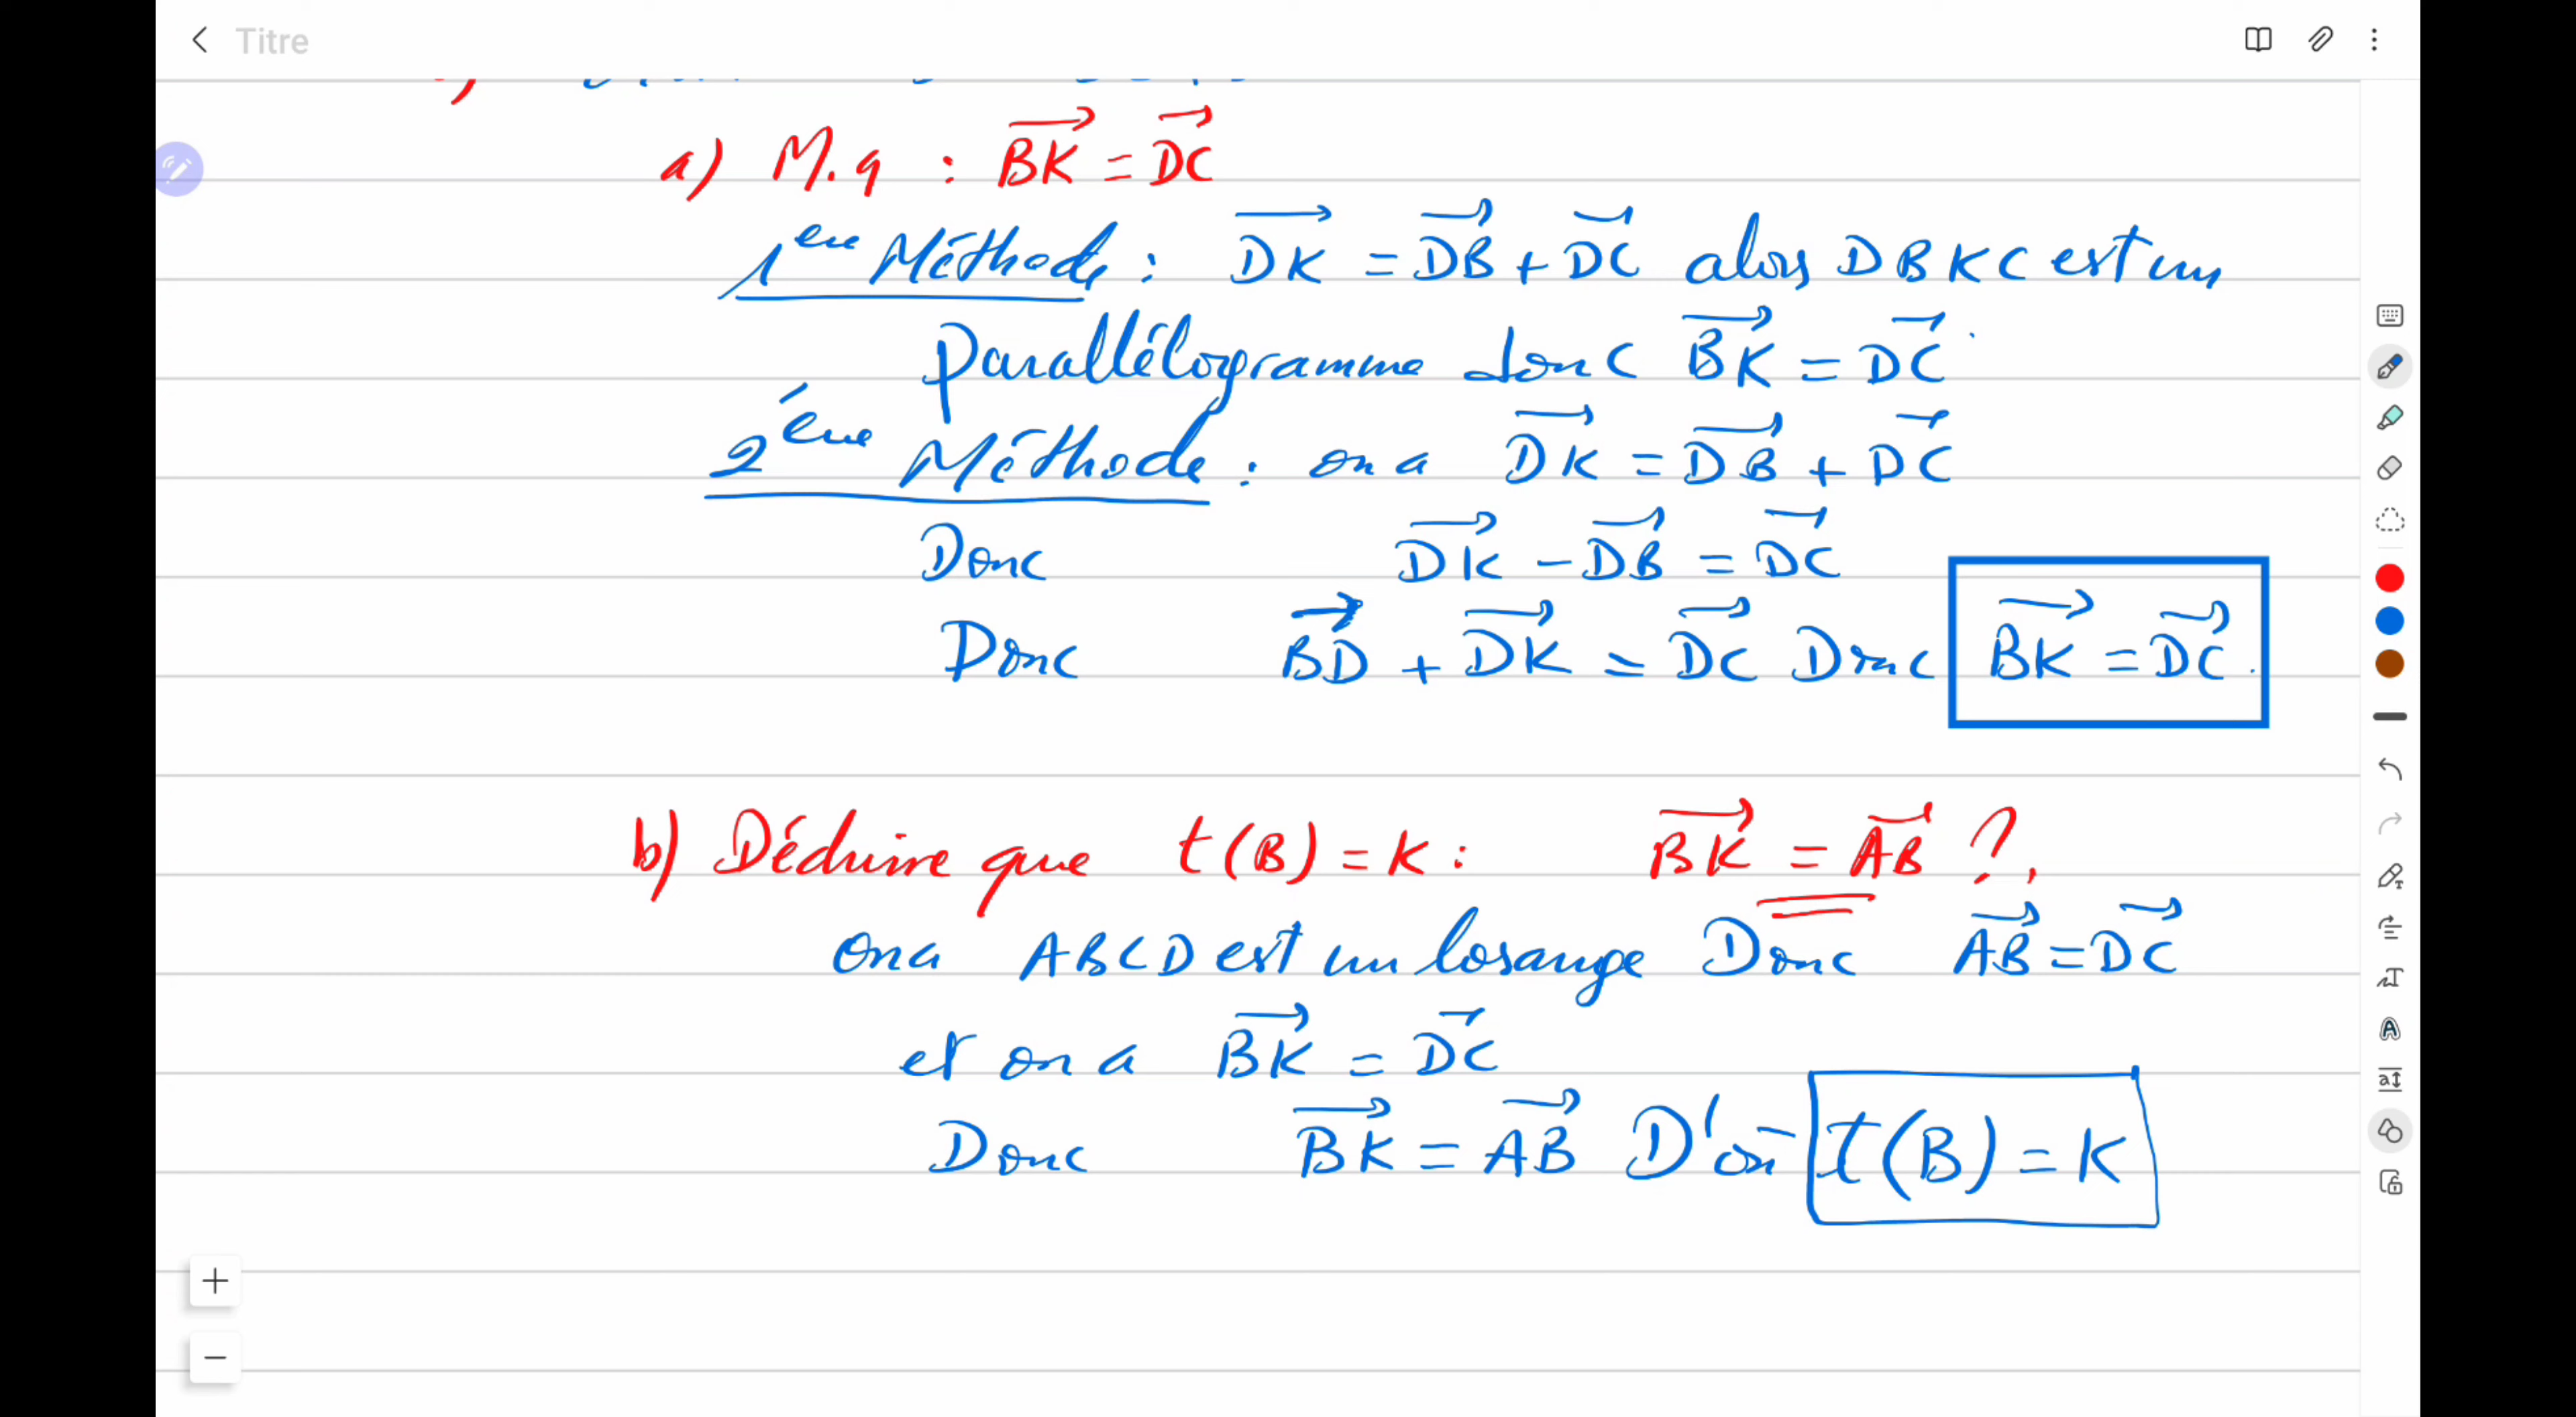 Titre
a) M.q : BK⃗ = DC⃗
1ère Méthode : DK⃗ = DB⃗ + DC⃗ alors DBKC est un
parallélogramme donc BK⃗ = DC⃗.
2ème Méthode : on a DK⃗ = DB⃗ + DC⃗
Donc DK⃗ - DB⃗ = DC⃗
Donc BD⃗ + DK⃗ = DC⃗ Donc BK⃗ = DC⃗.
b) Déduire que t(B) = K : BK⃗ = AB⃗ ?
on a ABCD est un losange Donc AB⃗ = DC⃗
et on a BK⃗ = DC⃗
Donc BK⃗ = AB⃗ D'où t(B) = K